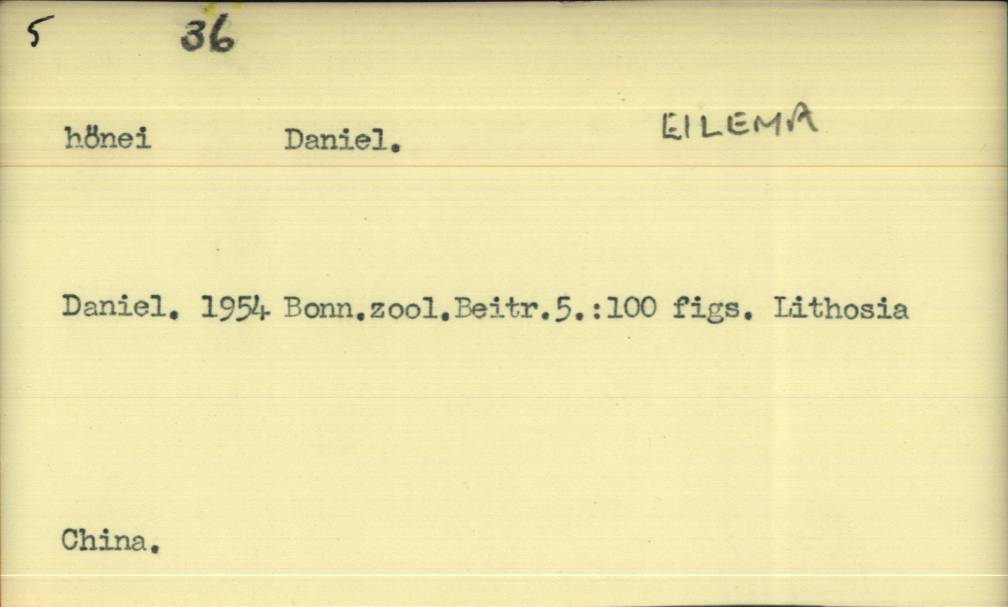 5 36
hönei Daniel. EILEMA
Daniel. 1954 Bonn.zool.Beitr.5.:100 figs. Lithosia
China.